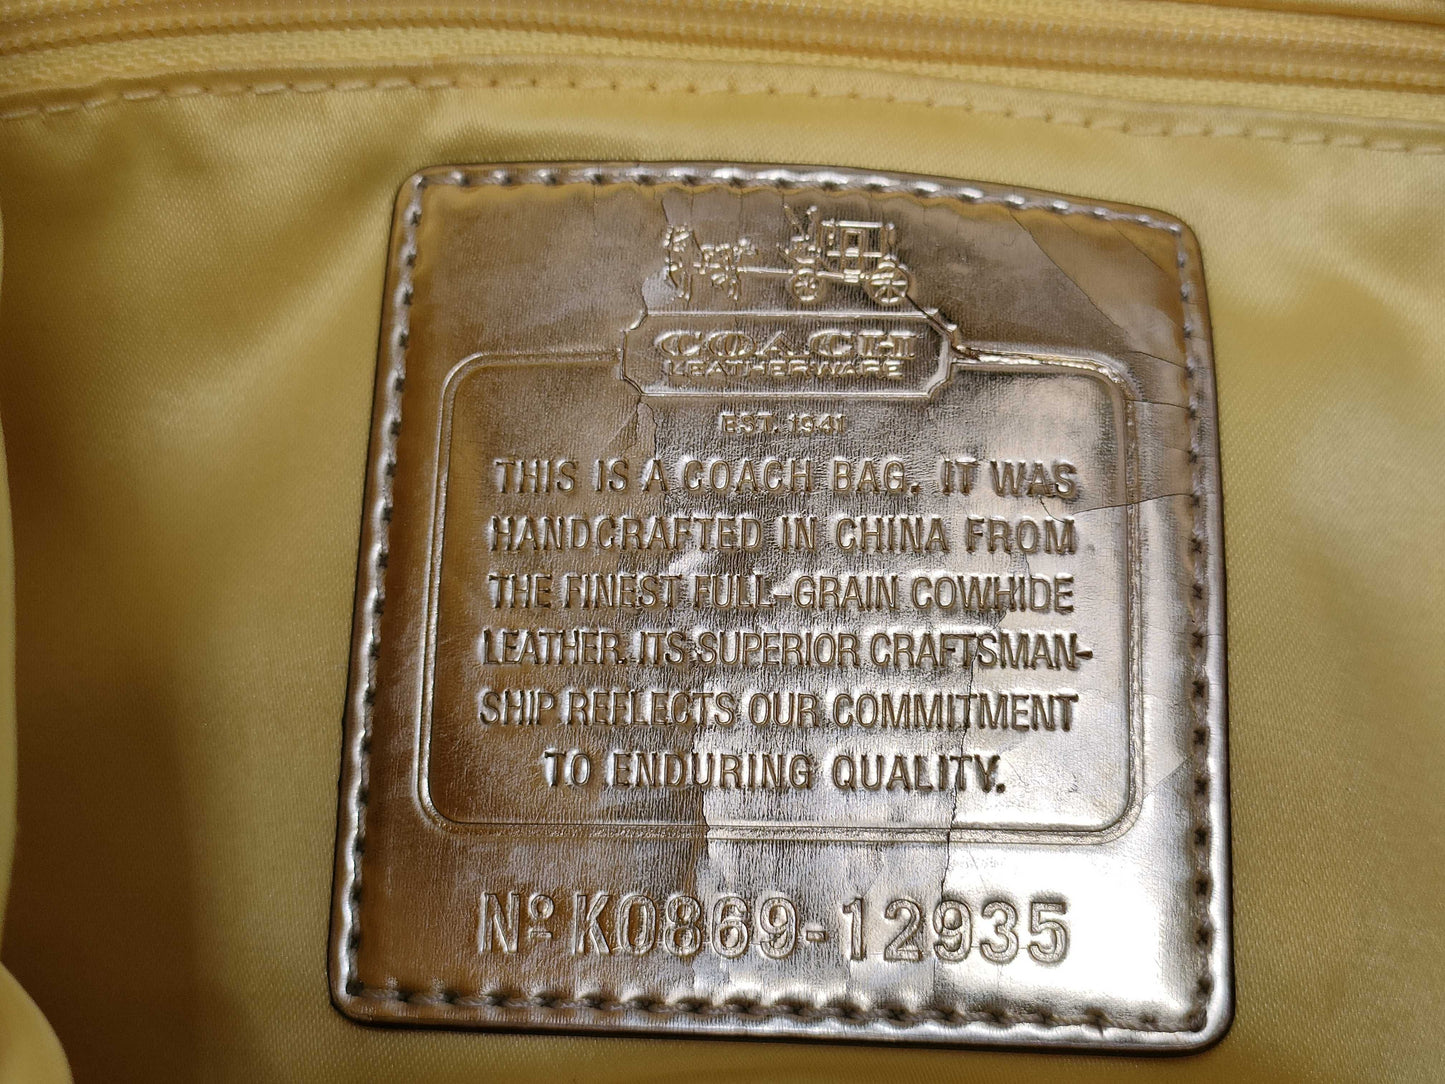 COACH
LEATHERWARE
EST. 1941
THIS IS A COACH BAG. IT WAS
HANDCRAFTED IN CHINA FROM
THE FINEST FULL-GRAIN COWHIDE
LEATHER. ITS SUPERIOR CRAFTSMAN-
SHIP REFLECTS OUR COMMITMENT
TO ENDURING QUALITY.
Nº K0869-12935